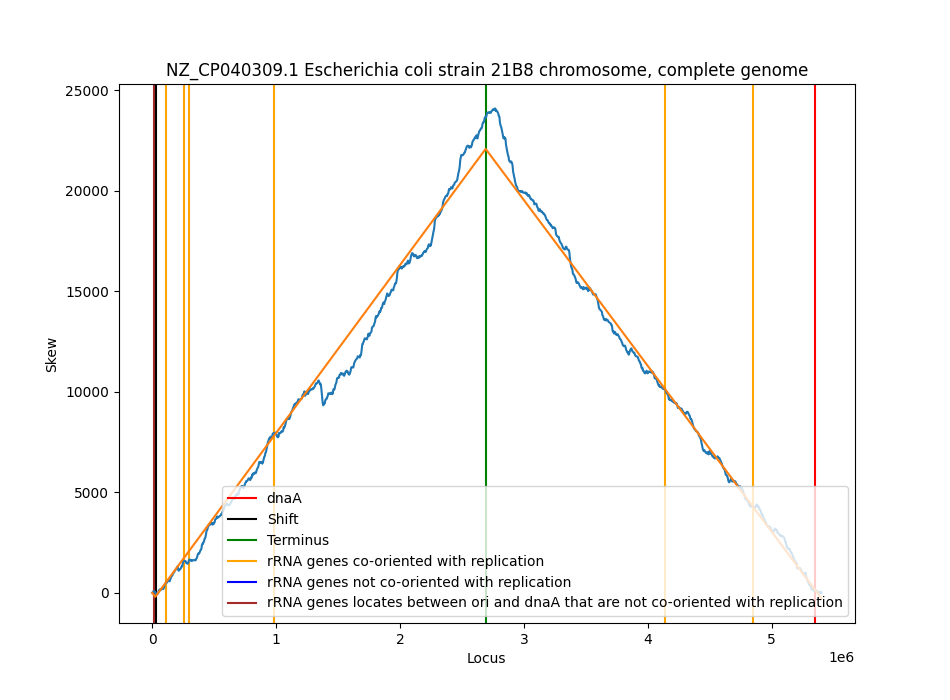 NZ_CP040309.1 Escherichia coli strain 21B8 chromosome, complete genome
25000
20000
15000
10000
5000
0
Skew
dnaA
Shift
Terminus
rRNA genes co-oriented with replication
rRNA genes not co-oriented with replication
rRNA genes locates between ori and dnaA that are not co-oriented with replication
0 1 2 3 4 5
Locus
1e6